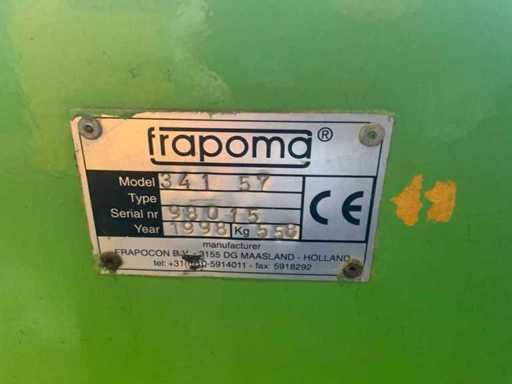 frapoma®
Model 341 57
Type
Serial nr 98015
Year 1998 Kg 550
CE
manufacturer
FRAPOCON B.V. - 3155 DG MAASLAND - HOLLAND
5914011 - fax: 5918292